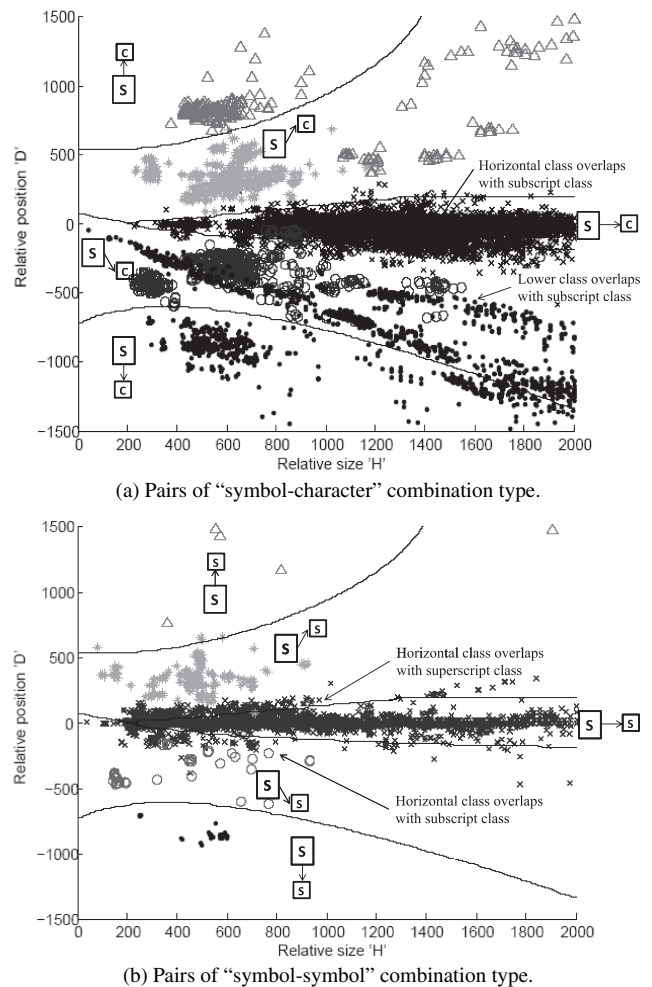 1500
1000
500
0
−500
−1000
−1500
Relative position 'D'
C
S
S
C
Horizontal class overlaps
with subscript class
S
C
S
C
Lower class overlaps
with subscript class
S
C
0
200
400
600
800
1000
1200
1400
1600
1800
2000
Relative size 'H'
(a) Pairs of “symbol-character” combination type.
1500
1000
500
0
−500
−1000
−1500
Relative position 'D'
s
S
s
S
Horizontal class overlaps
with superscript class
S
s
S
s
Horizontal class overlaps
with subscript class
S
s
0
200
400
600
800
1000
1200
1400
1600
1800
2000
Relative size 'H'
(b) Pairs of “symbol-symbol” combination type.